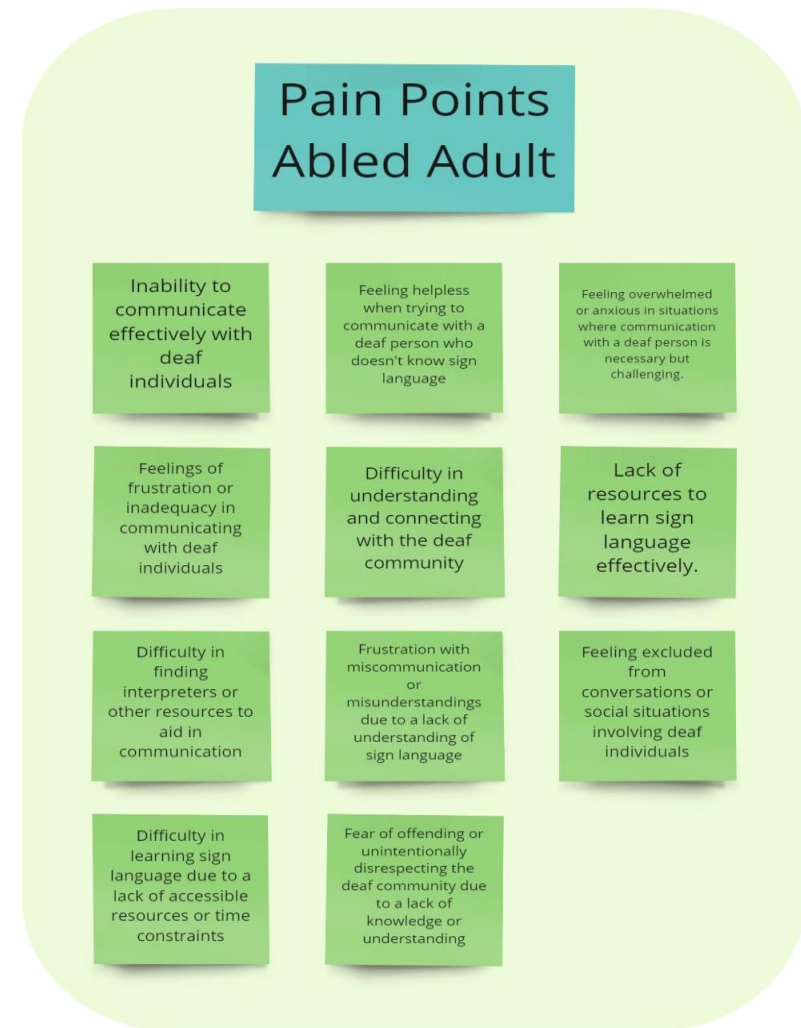 Pain Points
Abled Adult
Inability to
communicate
effectively with
deaf
individuals
Feeling helpless
when trying to
communicate with a
deaf person who
doesn't know sign
language
Feeling overwhelmed
or anxious in situations
where communication
with a deaf person is
necessary but
challenging.
Feelings of
frustration or
inadequacy in
communicating
with deaf
individuals
Difficulty in
understanding
and connecting
with the deaf
community
Lack of
resources to
learn sign
language
effectively.
Difficulty in
finding
interpreters or
other resources to
aid in
communication
Frustration with
miscommunication
or
misunderstandings
due to a lack of
understanding of
sign language
Feeling excluded
from
conversations or
social situations
involving deaf
individuals
Difficulty in
learning sign
language due to a
lack of accessible
resources or time
constraints
Fear of offending or
unintentionally
disrespecting the
deaf community due
to a lack of
knowledge or
understanding